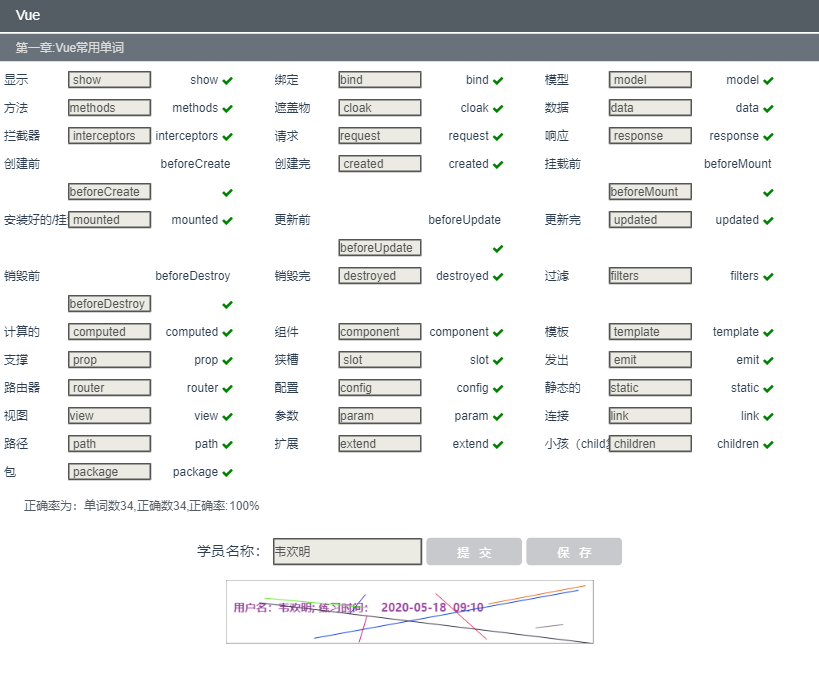 Vue
第一章:Vue常用单词
显示 show show 绑定 bind bind 模型 model model
方法 methods methods 遮盖物 cloak cloak 数据 data data
拦截器 interceptors interceptors 请求 request request 响应 response response
创建前 beforeCreate 创建完 created created 挂载前 beforeMount
beforeCreate beforeMount
安装好的/挂 mounted mounted 更新前 beforeUpdate 更新完 updated updated
beforeUpdate
销毁前 beforeDestroy 销毁完 destroyed destroyed 过滤 filters filters
beforeDestroy
计算的 computed computed 组件 component component 模板 template template
支撑 prop prop 狭槽 slot slot 发出 emit emit
路由器 router router 配置 config config 静态的 static static
视图 view view 参数 param param 连接 link link
路径 path path 扩展 extend extend 小孩（child children children
包 package package
正确率为：单词数34,正确数34,正确率:100%
学员名称： 韦欢明 提 交 保 存
用户名：韦欢明; 练习时间： 2020-05-18 09:10